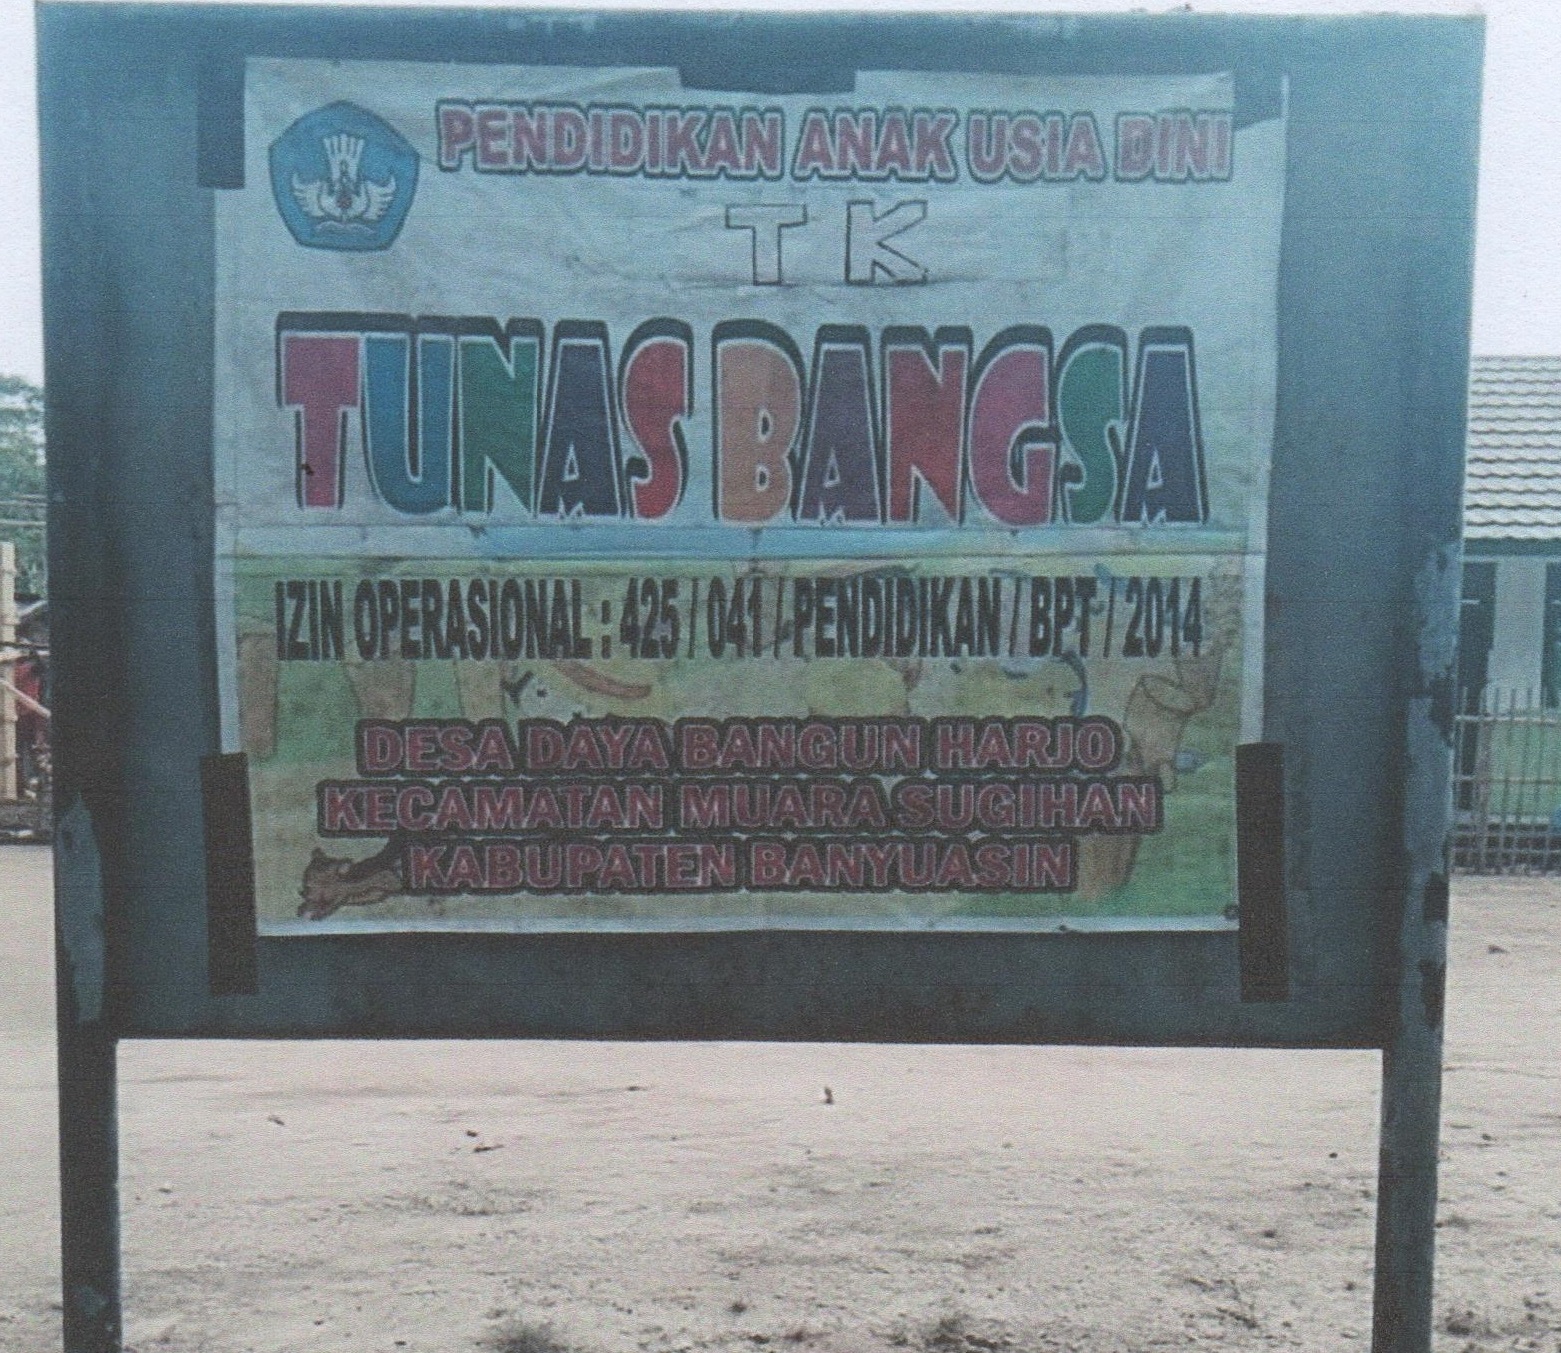 PENDIDIKAN ANAK USIA DINI
TK
TUNAS BANGSA
IZIN OPERASIONAL : 425 / 041 / PENDIDIKAN / BPT / 2014
DESA DAYA BANGUN HARJO
KECAMATAN MUARA SUGIHAN
KABUPATEN BANYUASIN